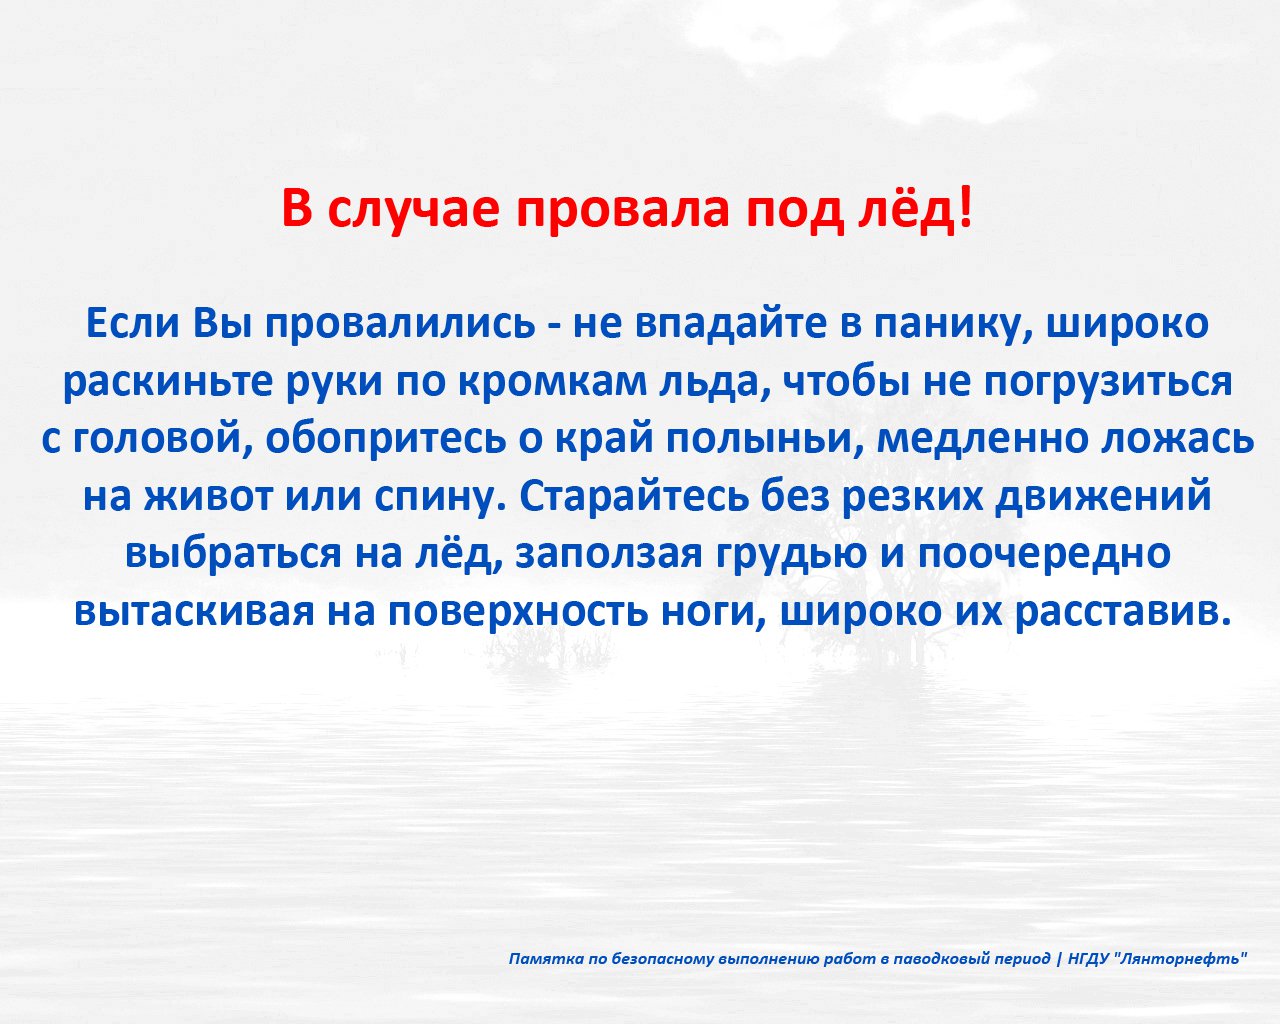 В случае провала под лёд!
Если Вы провалились - не впадайте в панику, широко
раскиньте руки по кромкам льда, чтобы не погрузиться
с головой, обопритесь о край полыньи, медленно ложась
на живот или спину. Старайтесь без резких движений
выбраться на лёд, заползая грудью и поочередно
вытаскивая на поверхность ноги, широко их расставив.
Памятка по безопасному выполнению работ в паводковый период | НГДУ "Лянторнефть"